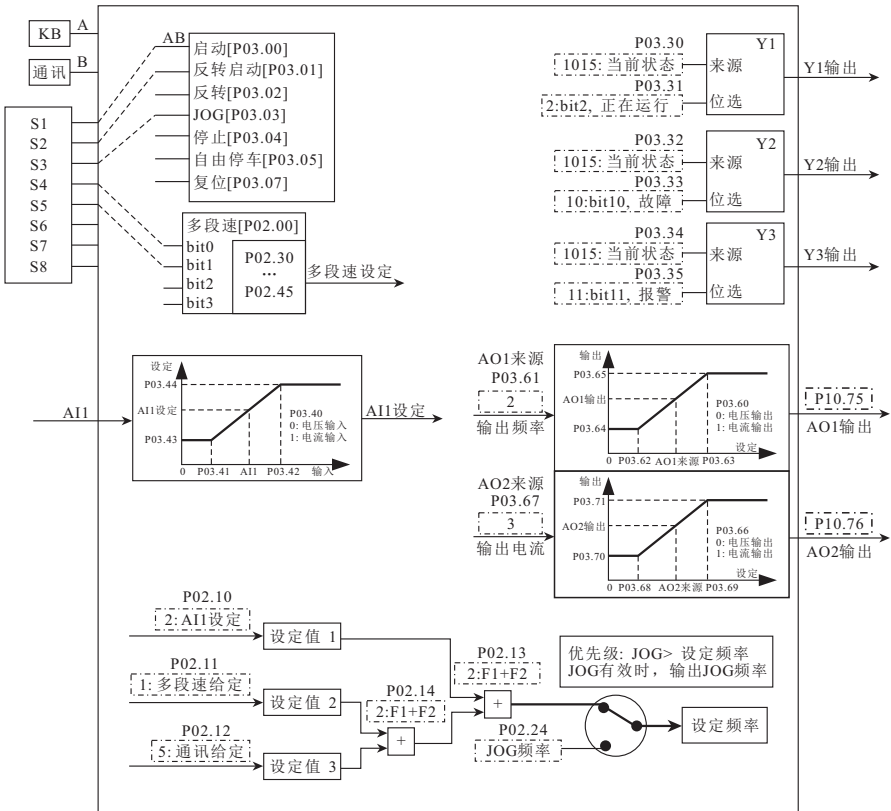 KB
A
通讯
B
S1
S2
S3
S4
S5
S6
S7
S8
AB
启动[P03.00]
反转启动[P03.01]
反转[P03.02]
JOG[P03.03]
停止[P03.04]
自由停车[P03.05]
复位[P03.07]
多段速[P02.00]
bit0
bit1
bit2
bit3
P02.30
...
P02.45
多段速设定
P03.30
1015: 当前状态
P03.31
2:bit2, 正在运行
来源
位选
Y1
Y1输出
P03.32
1015: 当前状态
P03.33
10:bit10, 故障
来源
位选
Y2
Y2输出
P03.34
1015: 当前状态
P03.35
11:bit11, 报警
来源
位选
Y3
Y3输出
AI1
设定
P03.44
AI1设定
P03.43
P03.40
0: 电压输入
1: 电流输入
0 P03.41 AI1 P03.42 输入
AI1设定
AO1来源
P03.61
2
输出频率
输出
P03.65
AO1输出
P03.64
P03.60
0: 电压输出
1: 电流输出
设定
0 P03.62 AO1来源 P03.63
P10.75
AO1输出
AO2来源
P03.67
3
输出电流
输出
P03.71
AO2输出
P03.70
P03.66
0: 电压输出
1: 电流输出
设定
0 P03.68 AO2来源 P03.69
P10.76
AO2输出
P02.10
2: AI1设定
设定值 1
P02.11
1: 多段速给定
设定值 2
P02.12
5: 通讯给定
设定值 3
P02.14
2:F1+F2
+
P02.13
2:F1+F2
+
P02.24
JOG频率
优先级: JOG> 设定频率
JOG有效时，输出JOG频率
设定频率